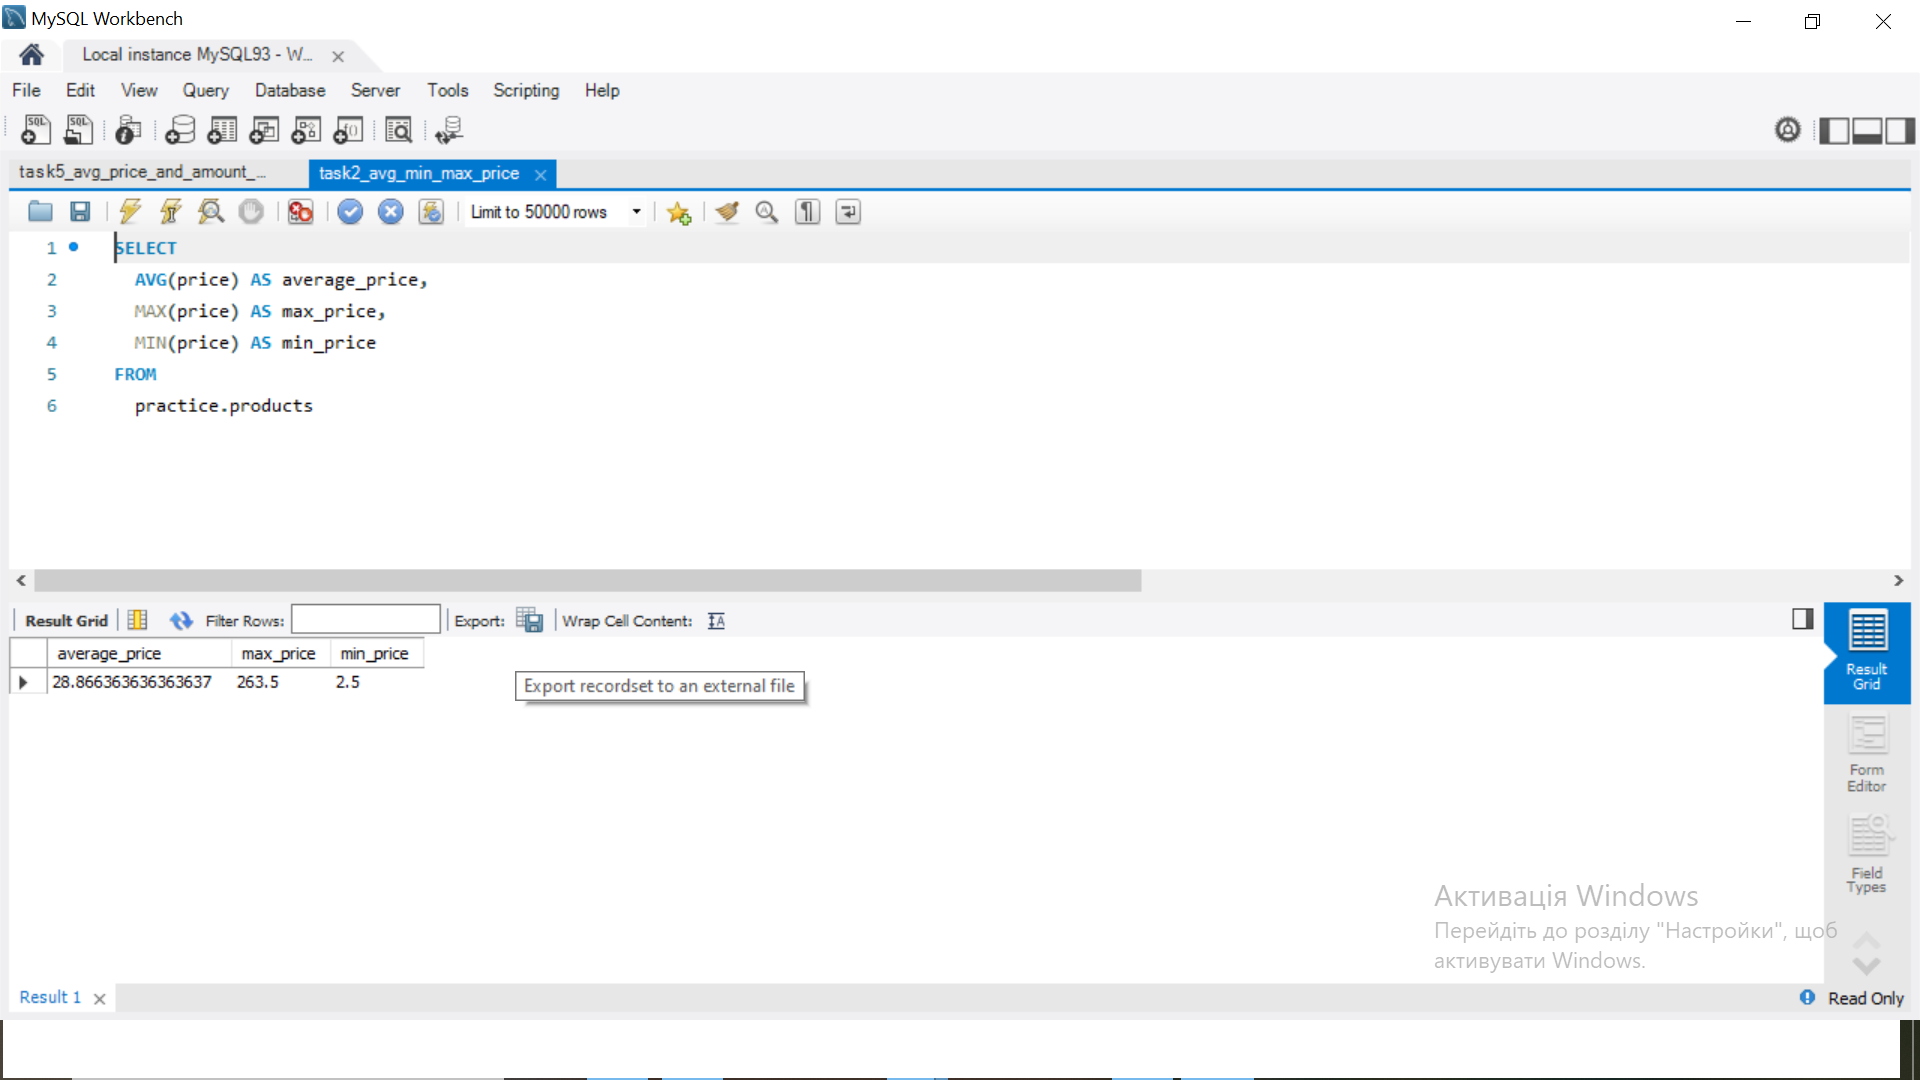 MySQL Workbench
Local instance MySQL93 - W...
File Edit View Query Database Server Tools Scripting Help
task5_avg_price_and_amount_... task2_avg_min_max_price
Limit to 50000 rows
1 SELECT
2 AVG(price) AS average_price,
3 MAX(price) AS max_price,
4 MIN(price) AS min_price
5 FROM
6 practice.products
Result Grid Filter Rows: Export: Wrap Cell Content:
average_price max_price min_price
28.866363636363637 263.5 2.5
Export recordset to an external file
Result
Grid
Form
Editor
Field
Types
Активація Windows
Перейдіть до розділу "Настройки", щоб
активувати Windows.
Result 1 Read Only